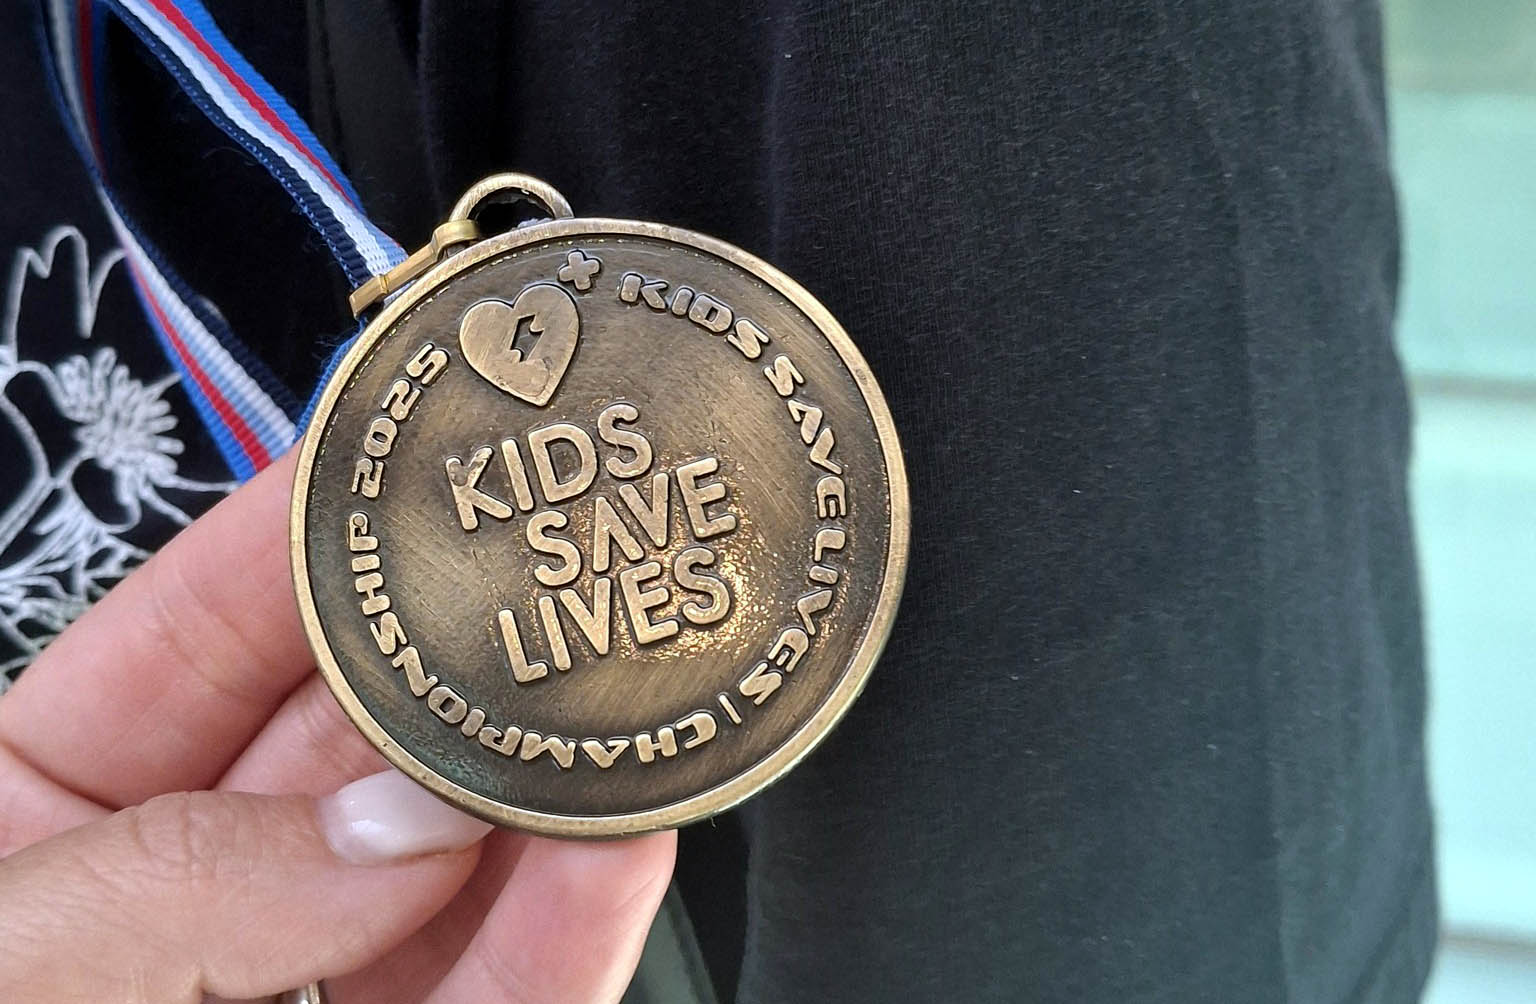 KIDS SAVE LIVES | CHAMPIONSHIP 2025
KIDS
SAVE
LIVES